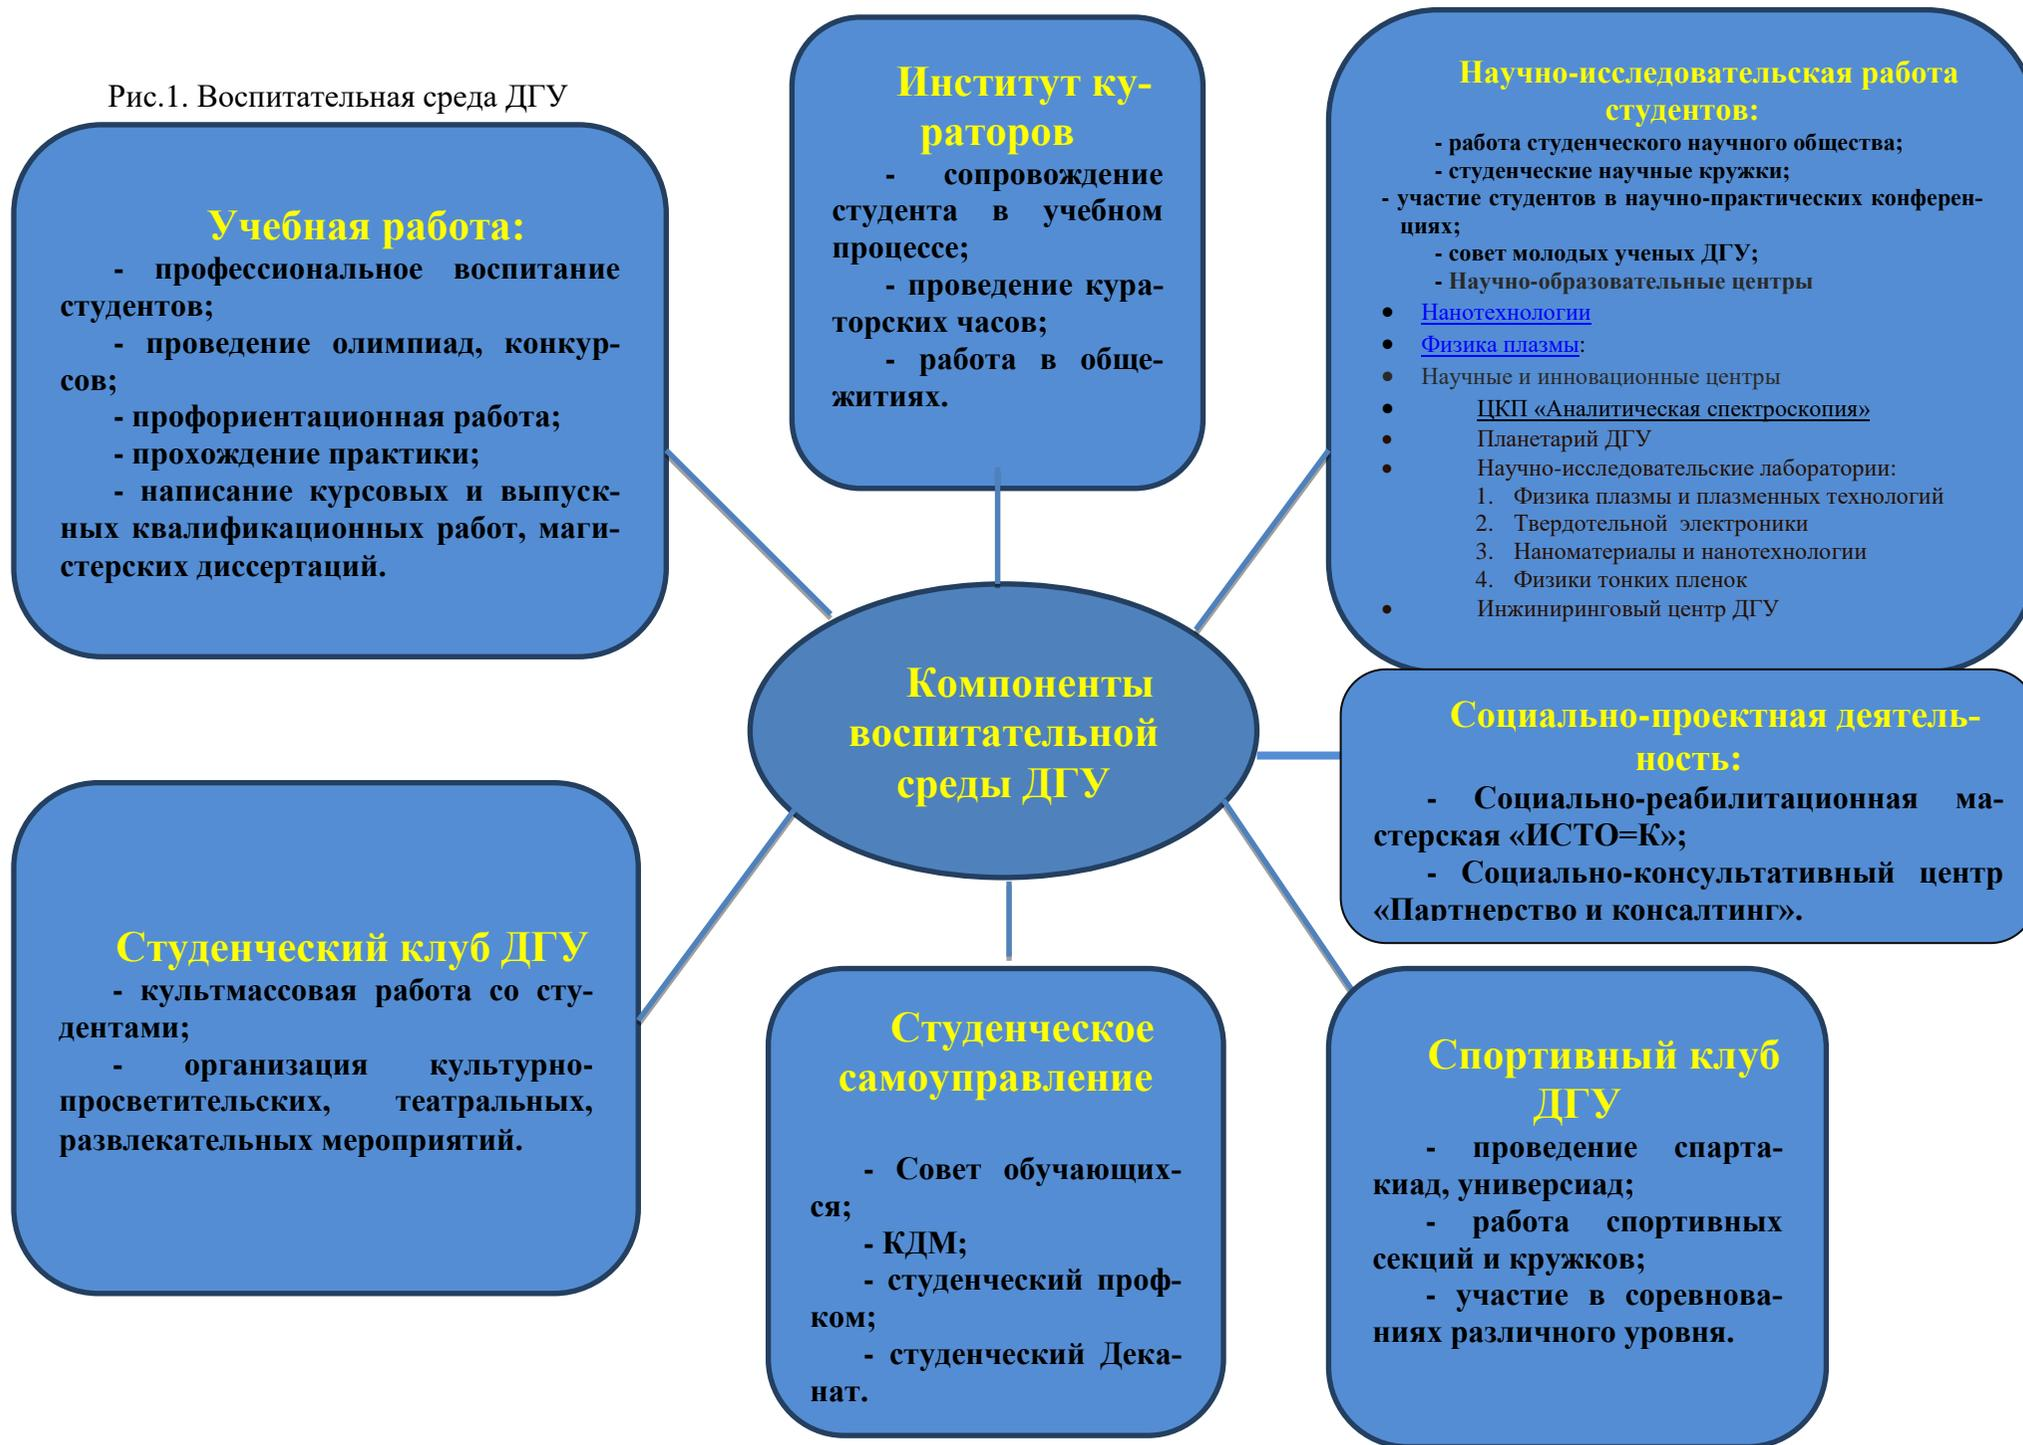 Рис.1. Воспитательная среда ДГУ
Учебная работа:
- профессиональное воспитание
студентов;
- проведение олимпиад, конкур-
сов;
- профориентационная работа;
- прохождение практики;
- написание курсовых и выпуск-
ных квалификационных работ, маги-
стерских диссертаций.
Институт ку-
раторов
- сопровождение
студента в учебном
процессе;
- проведение кура-
торских часов;
- работа в обще-
житиях.
Научно-исследовательская работа
студентов:
- работа студенческого научного общества;
- студенческие научные кружки;
- участие студентов в научно-практических конферен-
циях;
- совет молодых ученых ДГУ;
- Научно-образовательные центры
• Нанотехнологии
• Физика плазмы:
• Научные и инновационные центры
• ЦКП «Аналитическая спектроскопия»
• Планетарий ДГУ
• Научно-исследовательские лаборатории:
1. Физика плазмы и плазменных технологий
2. Твердотельной электроники
3. Наноматериалы и нанотехнологии
4. Физики тонких пленок
• Инжиниринговый центр ДГУ
Компоненты
воспитательной
среды ДГУ
Социально-проектная деятель-
ность:
- Социально-реабилитационная ма-
стерская «ИСТО=К»;
- Социально-консультативный центр
«Партнерство и консалтинг».
Студенческий клуб ДГУ
- культмассовая работа со сту-
дентами;
- организация культурно-
просветительских, театральных,
развлекательных мероприятий.
Студенческое
самоуправление
- Совет обучающих-
ся;
- КДМ;
- студенческий проф-
ком;
- студенческий Дека-
нат.
Спортивный клуб
ДГУ
- проведение спарта-
киад, универсиад;
- работа спортивных
секций и кружков;
- участие в соревнова-
ниях различного уровня.